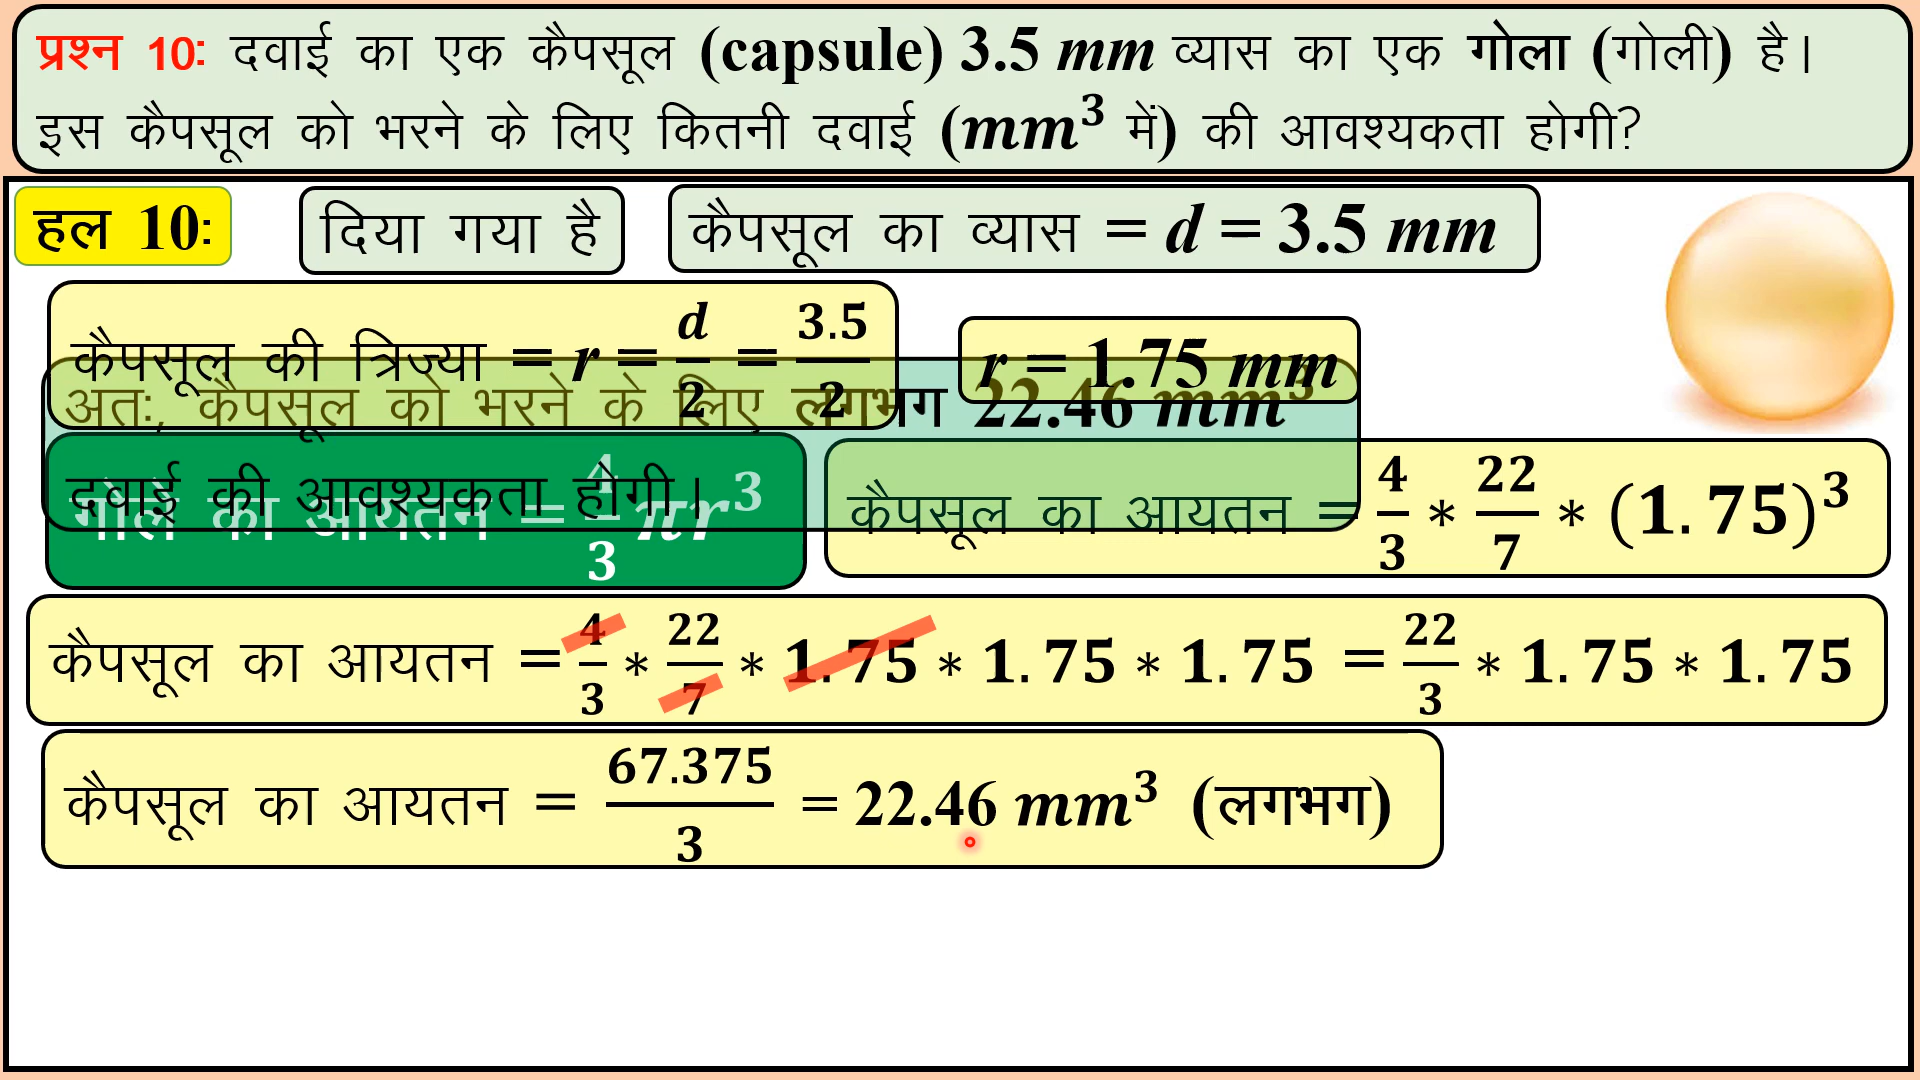 प्रश्न 10: दवाई का एक कैपसूल (capsule) 3.5 mm व्यास का एक गोला (गोली) है।
इस कैपसूल को भरने के लिए कितनी दवाई (mm³ में) की आवश्यकता होगी?
हल 10: दिया गया है कैपसूल का व्यास = d = 3.5 mm
कैपसूल की त्रिज्या = r = d/2 = 3.5/2 r = 1.75 mm
अतः, कैपसूल को भरने के लिए लगभग 22.46 mm³
दवाई की आवश्यकता होगी।
गोले का आयतन = 4/3 πr³ कैपसूल का आयतन = 4/3 * 22/7 * (1.75)³
कैपसूल का आयतन = 4/3 * 22/7 * 1.75 * 1.75 * 1.75 = 22/3 * 1.75 * 1.75
कैपसूल का आयतन = 67.375/3 = 22.46 mm³ (लगभग)